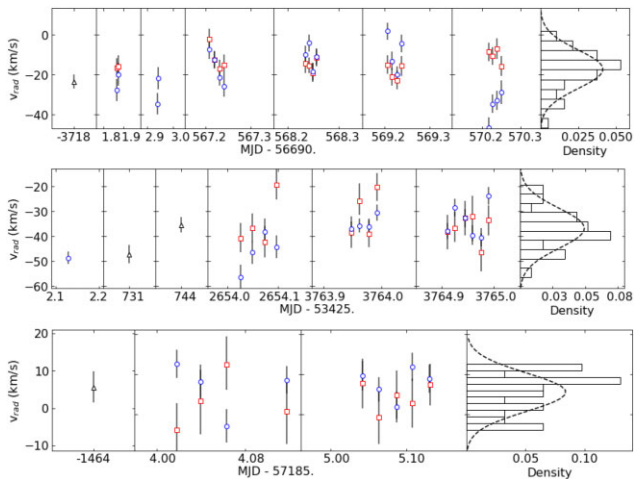 0
−20
−40
v_rad (km/s)
-3718 1.8 1.9 2.9 3.0 567.2 567.3 568.2 568.3 569.2 569.3 570.2 570.3 0.025 0.050
MJD - 56690. Density
−20
−30
−40
−50
−60
v_rad (km/s)
2.1 2.2 731 744 2654.0 2654.1 3763.9 3764.0 3764.9 3765.0 0.03 0.05 0.08
MJD - 53425. Density
20
10
0
−10
v_rad (km/s)
-1464 4.00 4.08 5.00 5.10 0.05 0.10
MJD - 57185. Density